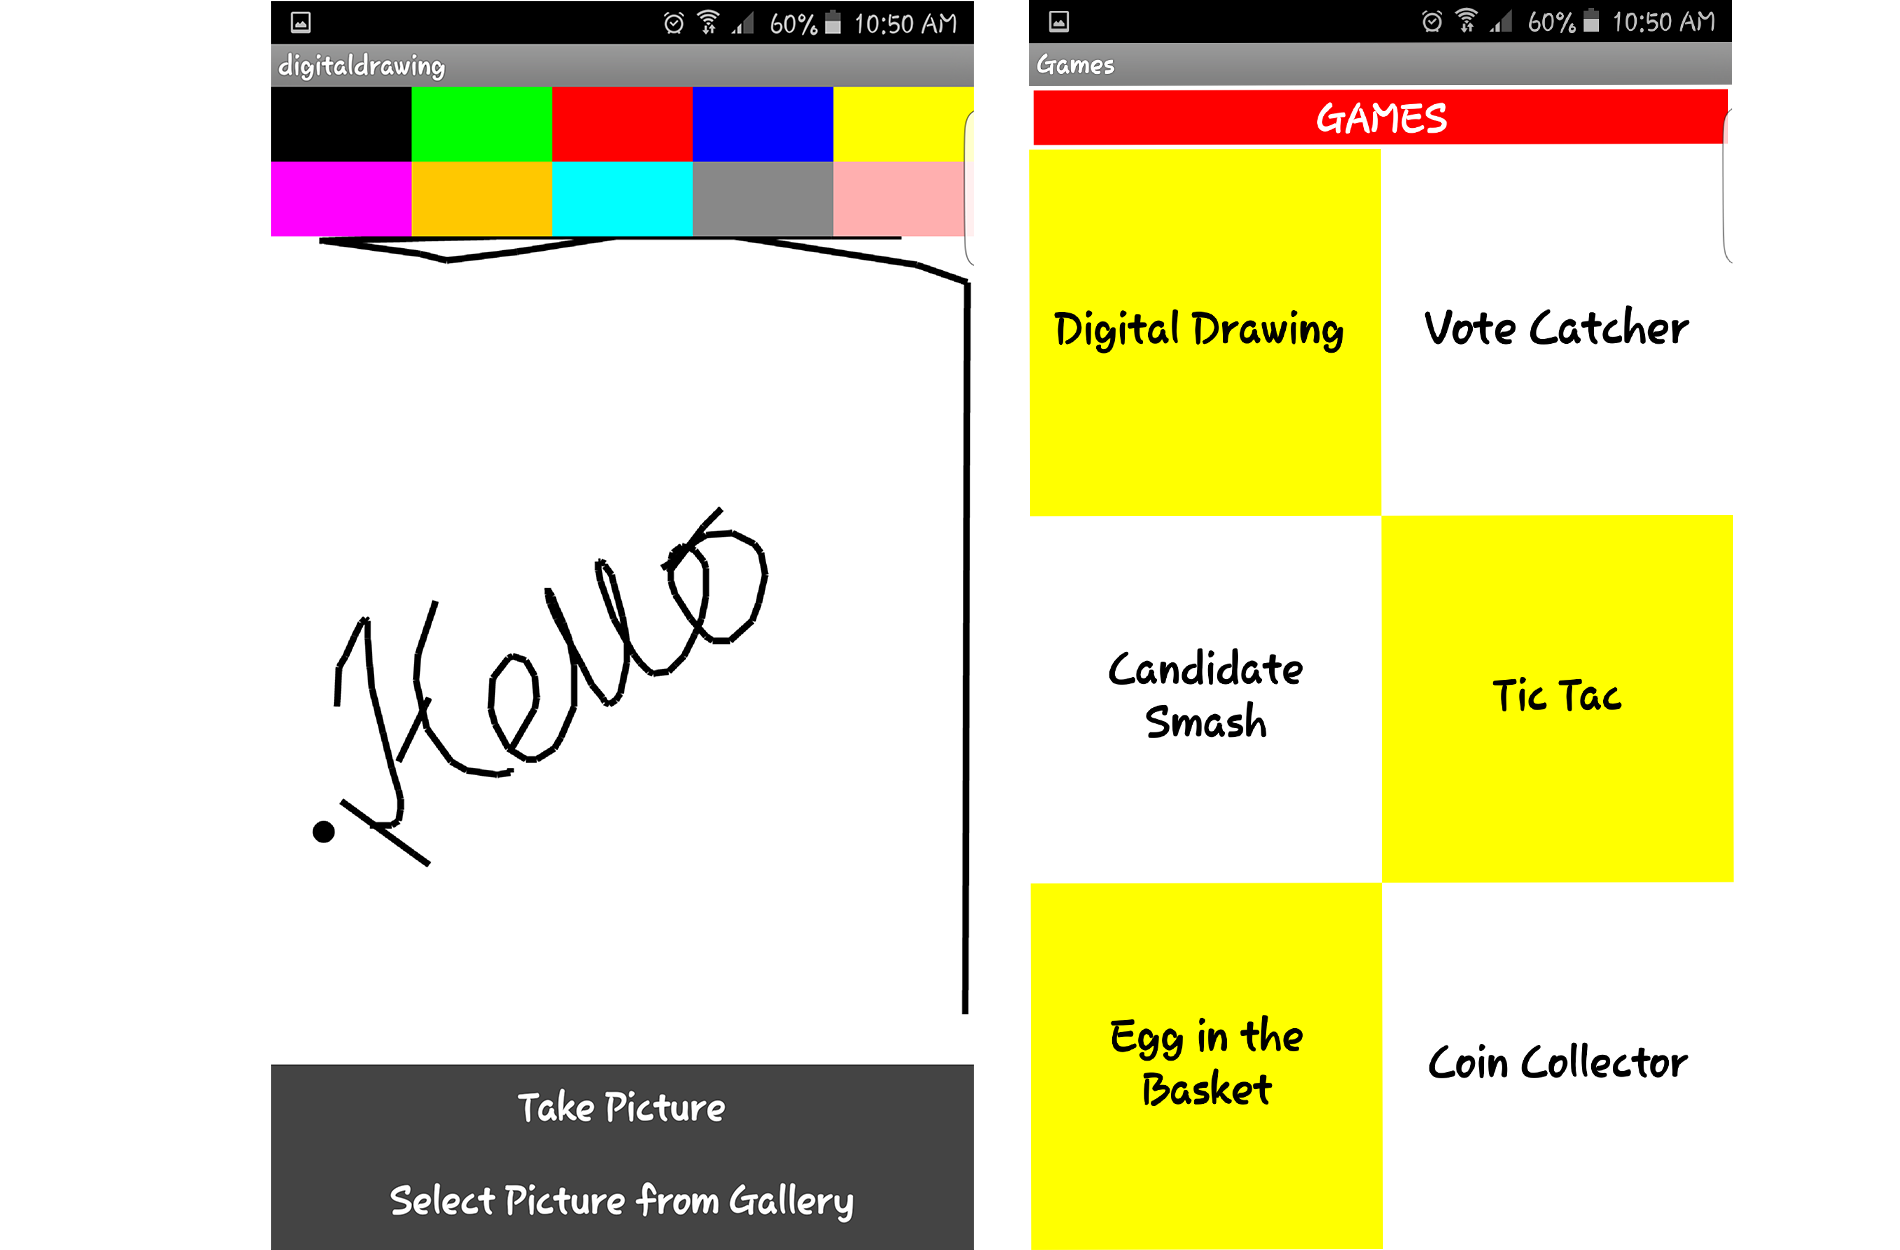 60% 10:50 AM
digitaldrawing
Hello
Take Picture
Select Picture from Gallery
60% 10:50 AM
Games
GAMES
Digital Drawing
Vote Catcher
Candidate
Smash
Tic Tac
Egg in the
Basket
Coin Collector